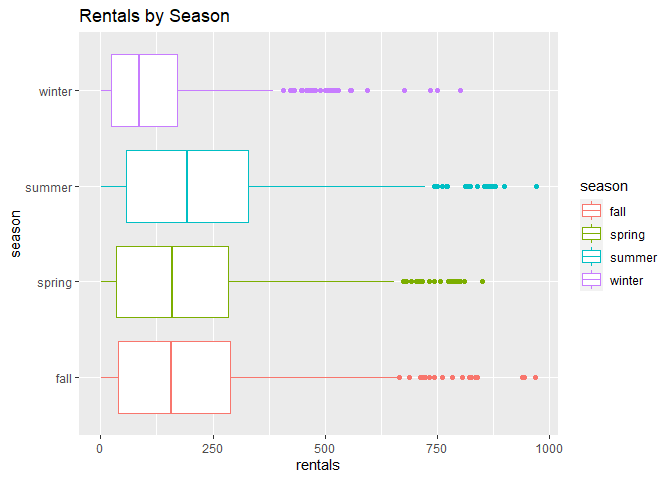 Rentals by Season
season
winter
summer
spring
fall
0
250
500
750
1000
rentals
season
fall
spring
summer
winter